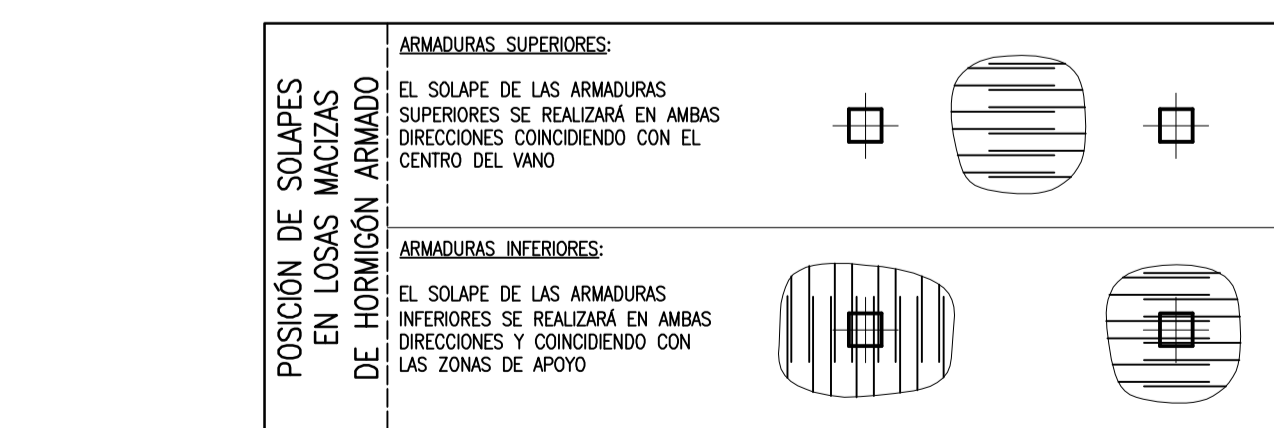 POSICIÓN DE SOLAPES
EN LOSAS MACIZAS
DE HORMIGÓN ARMADO
ARMADURAS SUPERIORES:
EL SOLAPE DE LAS ARMADURAS
SUPERIORES SE REALIZARÁ EN AMBAS
DIRECCIONES COINCIDIENDO CON EL
CENTRO DEL VANO
ARMADURAS INFERIORES:
EL SOLAPE DE LAS ARMADURAS
INFERIORES SE REALIZARÁ EN AMBAS
DIRECCIONES Y COINCIDIENDO CON
LAS ZONAS DE APOYO